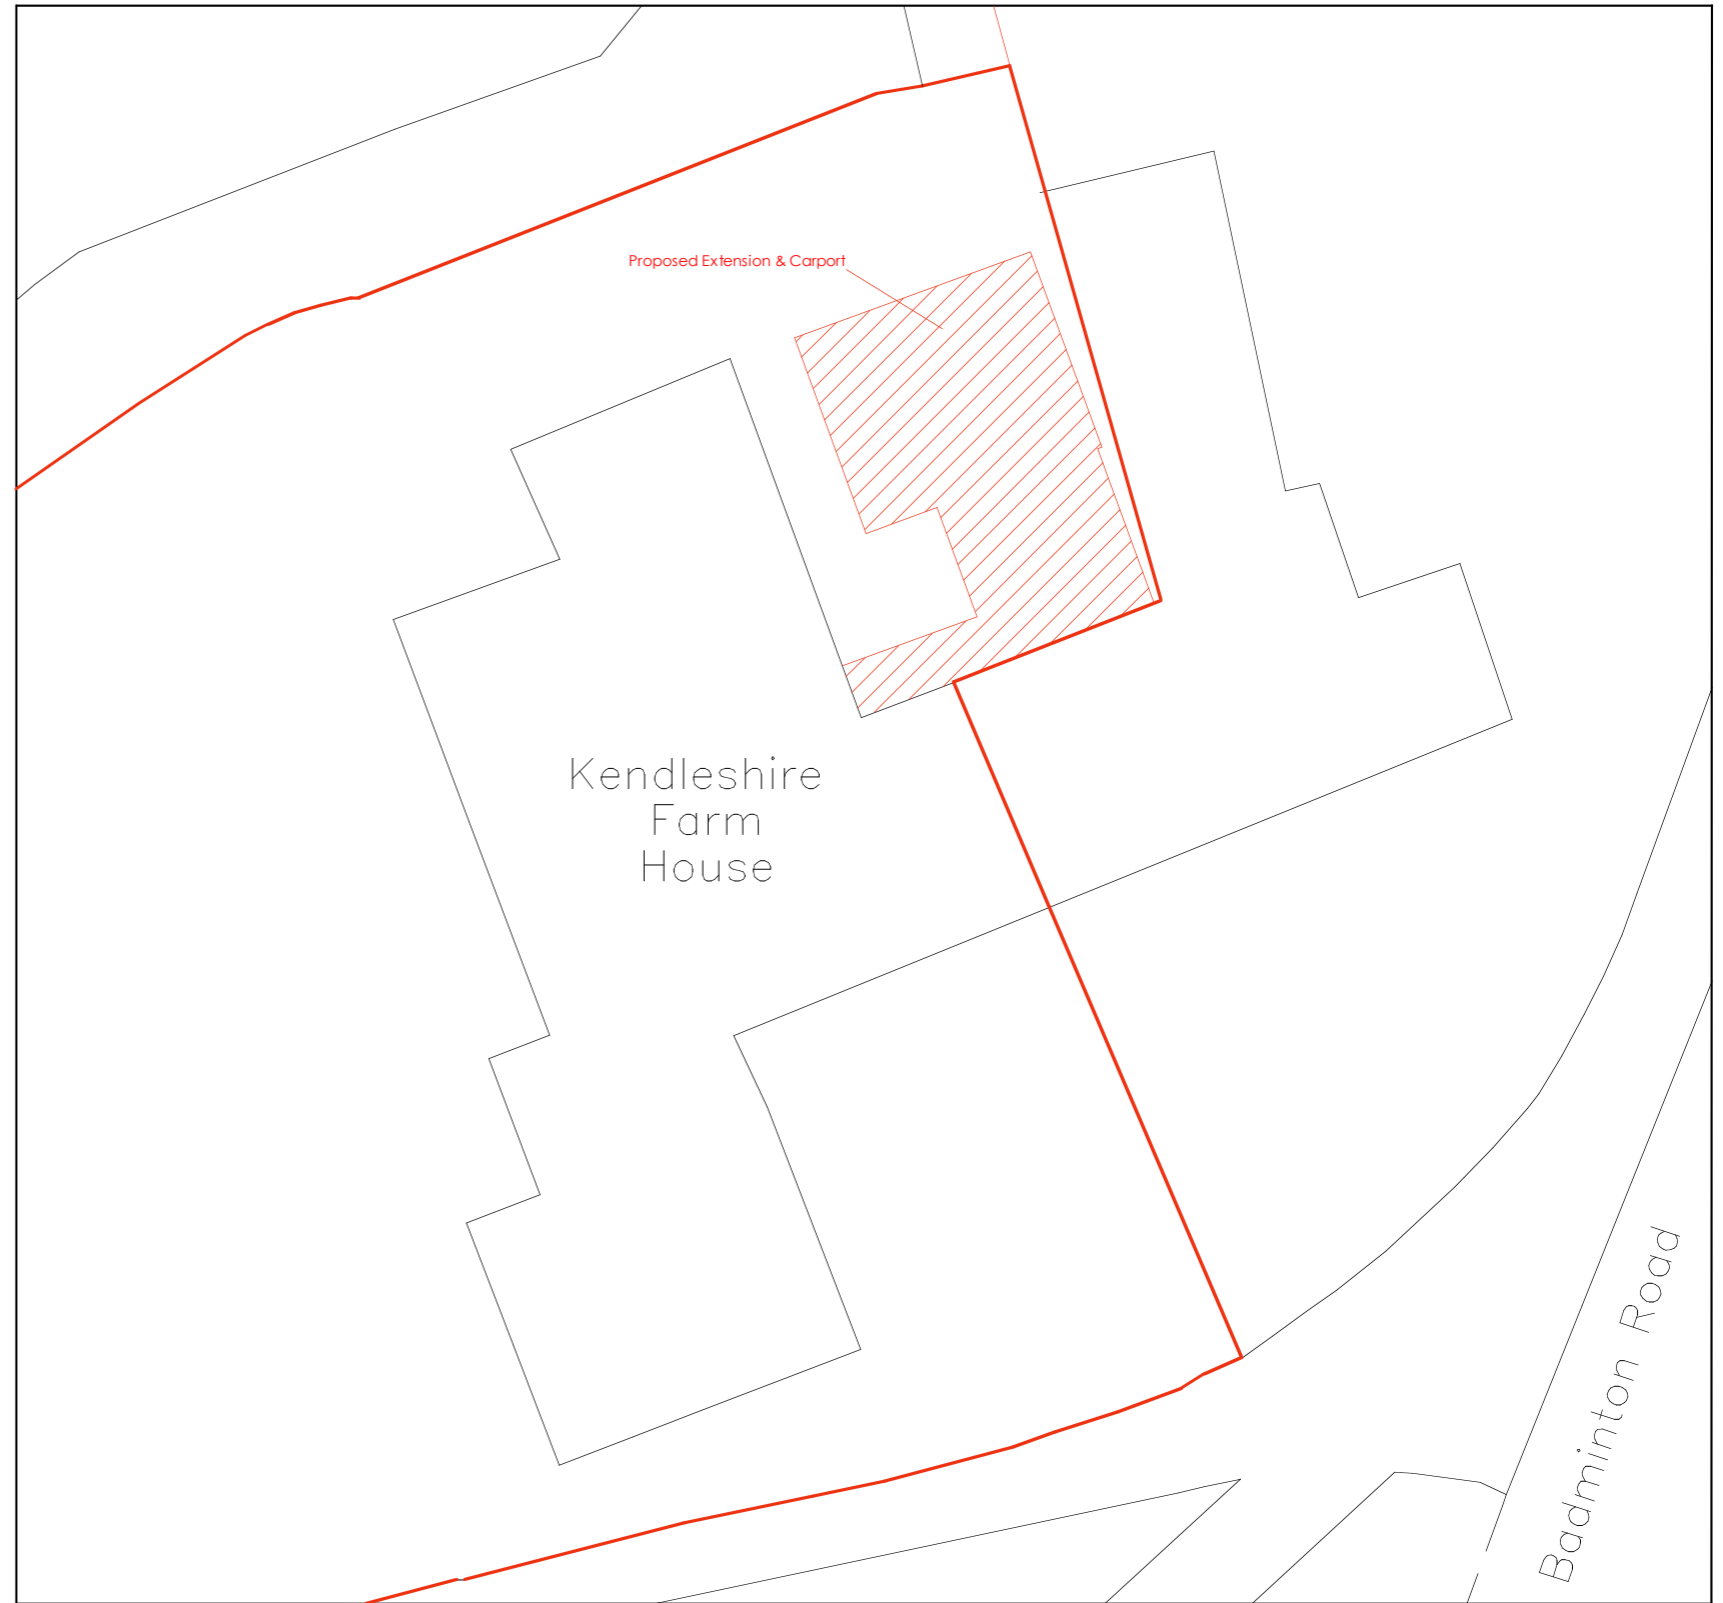 Proposed Extension & Carport
Kendleshire
Farm
House
Badminton Road